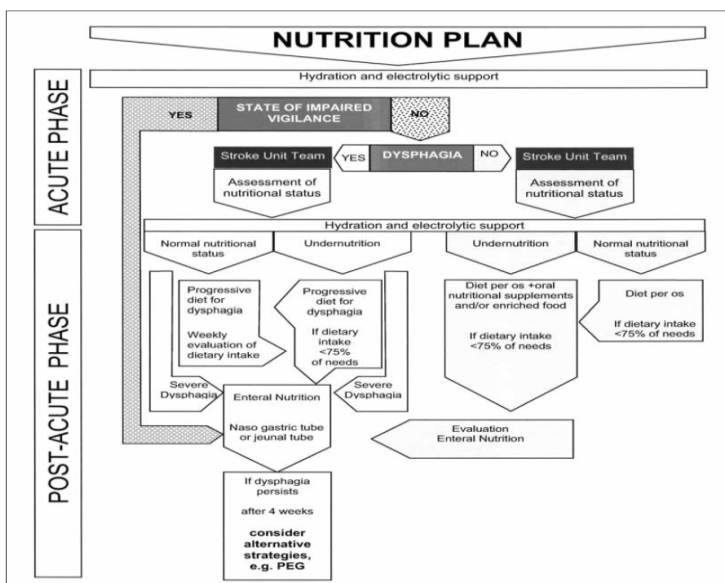 NUTRITION PLAN
Hydration and electrolytic support
ACUTE PHASE
YES
STATE OF IMPAIRED
VIGILANCE
NO
Stroke Unit Team
YES
DYSPHAGIA
NO
Stroke Unit Team
Assessment of
nutritional status
Assessment of
nutritional status
Hydration and electrolytic support
POST-ACUTE PHASE
Normal nutritional
status
Undernutrition
Undernutrition
Normal nutritional
status
Progressive
diet for
dysphagia
Weekly
evaluation of
dietary intake
Progressive
diet for
dysphagia
If dietary
intake
<75%
of needs
Diet per os +oral
nutritional supplements
and/or enriched food
If dietary intake
<75% of needs
Diet per os
If dietary intake
<75% of needs
Severe
Dysphagia
Enteral Nutrition
Naso gastric tube
or jeunal tube
Severe
Dysphagia
Evaluation
Enteral Nutrition
If dysphagia
persists
after 4 weeks
consider
alternative
strategies,
e.g. PEG